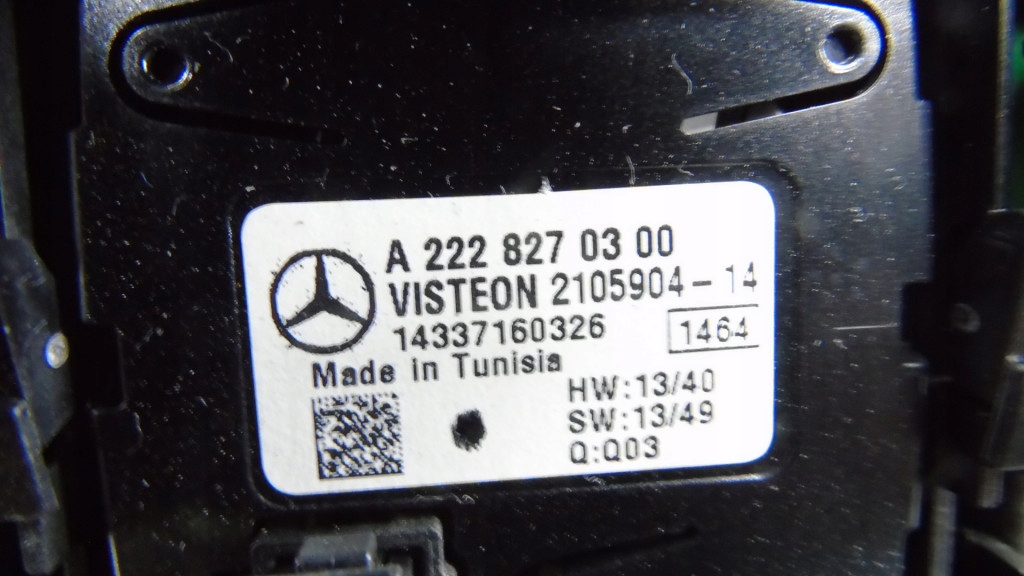 A 222 827 03 00
VISTEON 2105904-14
14337160326
1464
Made in Tunisia
HW:13/40
SW:13/49
Q:Q03